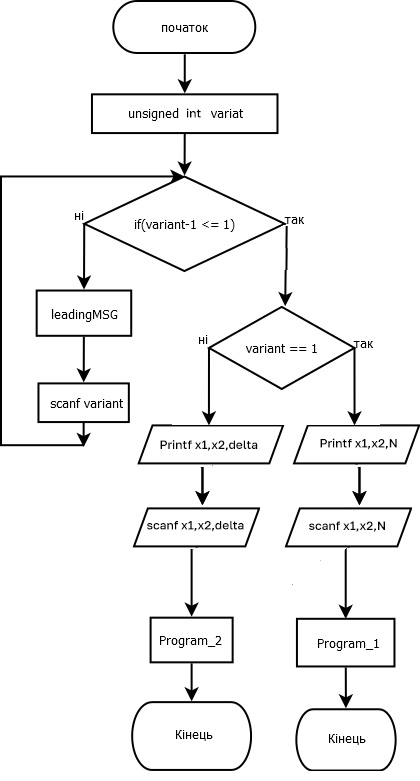 початок
unsigned int variat
if(variant-1 <= 1)
ні
так
leadingMSG
variant == 1
ні
так
scanf variant
Printf x1,x2,delta
Printf x1,x2,N
scanf x1,x2,delta
scanf x1,x2,N
Program_2
Program_1
Кінець
Кінець